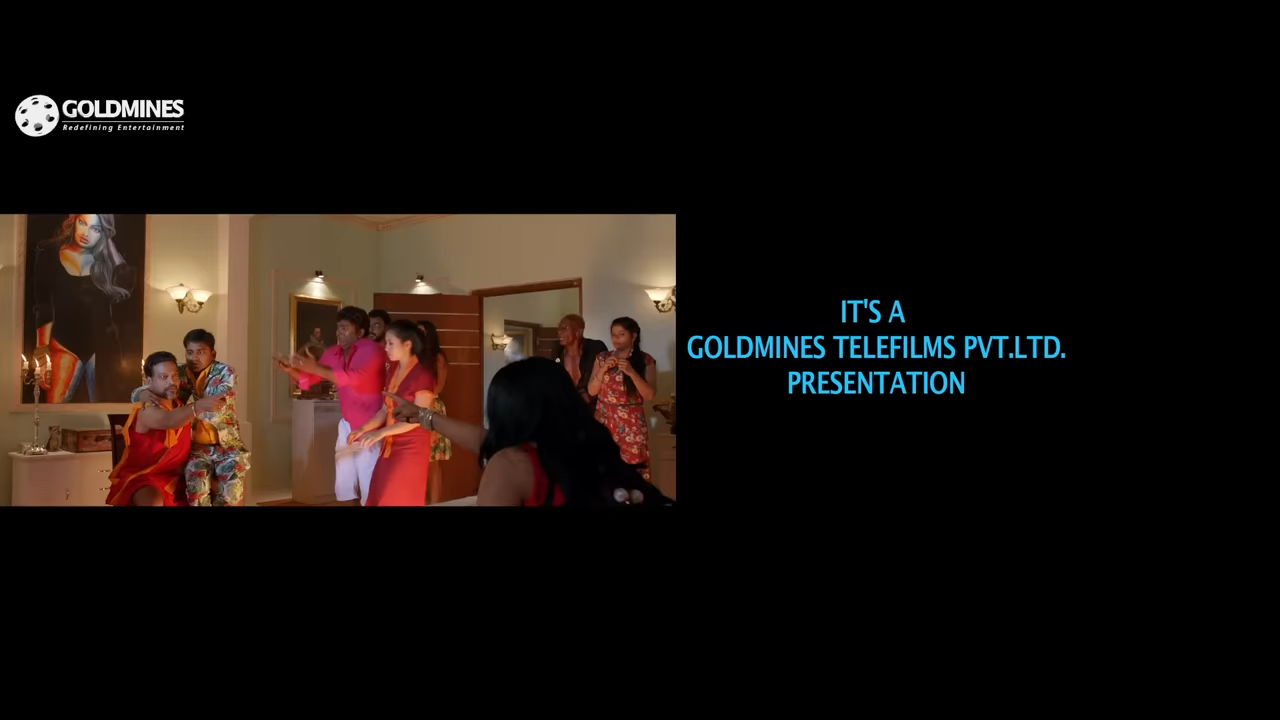 GOLDMINES
Redefining Entertainment
IT'S A
GOLDMINES TELEFILMS PVT.LTD.
PRESENTATION